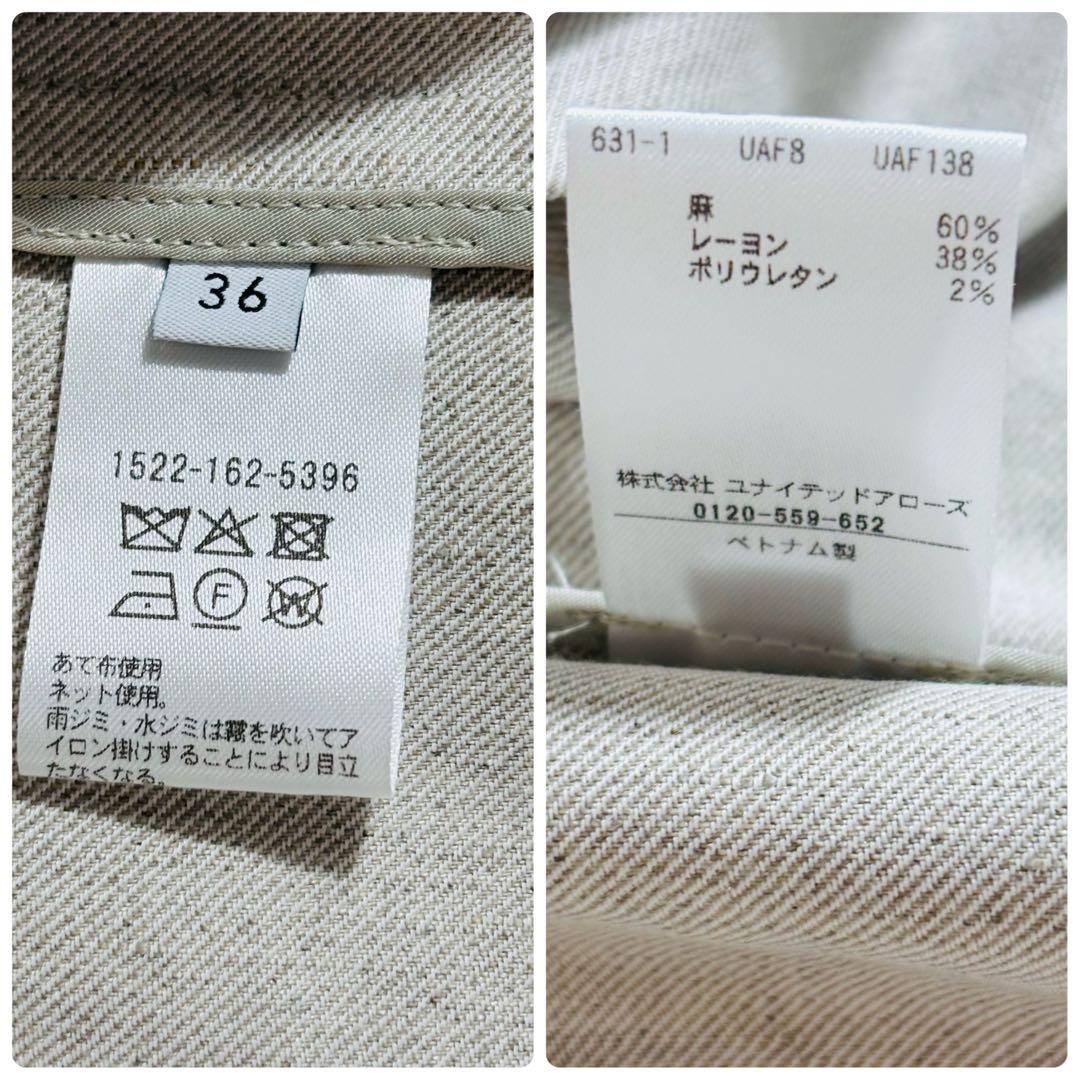 36
1522-162-5396
F
W
あて布使用
ネット使用。
雨ジミ・水ジミは霧を吹いてア
イロン掛けすることにより目立
たなくなる。
631-1 UAF8 UAF138
麻 60%
レーヨン 38%
ポリウレタン 2%
株式会社 ユナイテッドアローズ
0120-559-652
ベトナム製